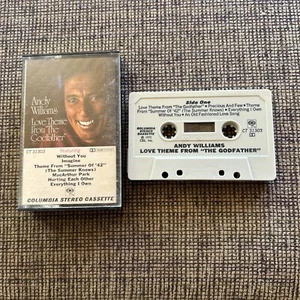 Andy
Williams
Love Theme
From "The
Godfather"
CT 31303
Featuring:
Without You
Imagine
Theme From "Summer Of '42"
(The Summer Knows)
MacArthur Park
Hurting Each Other
Everything I Own
COLUMBIA STEREO CASSETTE
Side One
Love Theme From "The Godfather" • Precious And Few • Theme
From "Summer Of '42" (The Summer Knows) • Everything I Own
Without You • An Old Fashioned Love Song
CT 31303
ANDY WILLIAMS
LOVE THEME FROM "THE GODFATHER"